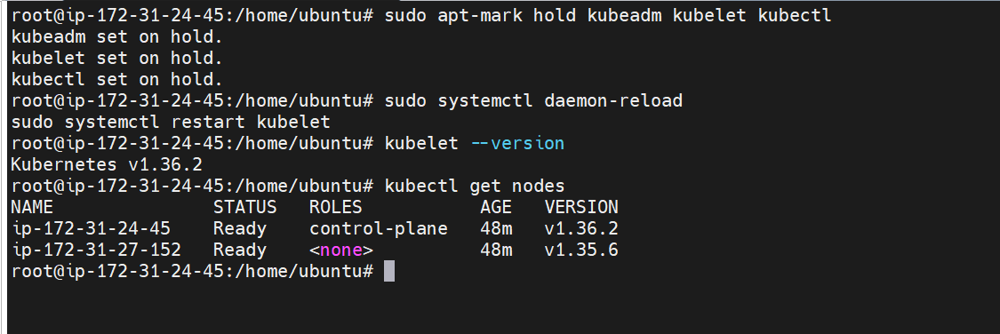 root@ip-172-31-24-45:/home/ubuntu# sudo apt-mark hold kubeadm kubelet kubectl
kubeadm set on hold.
kubelet set on hold.
kubectl set on hold.
root@ip-172-31-24-45:/home/ubuntu# sudo systemctl daemon-reload
sudo systemctl restart kubelet
root@ip-172-31-24-45:/home/ubuntu# kubelet --version
Kubernetes v1.36.2
root@ip-172-31-24-45:/home/ubuntu# kubectl get nodes
NAME               STATUS   ROLES           AGE   VERSION
ip-172-31-24-45    Ready    control-plane   48m   v1.36.2
ip-172-31-27-152   Ready    <none>          48m   v1.35.6
root@ip-172-31-24-45:/home/ubuntu#